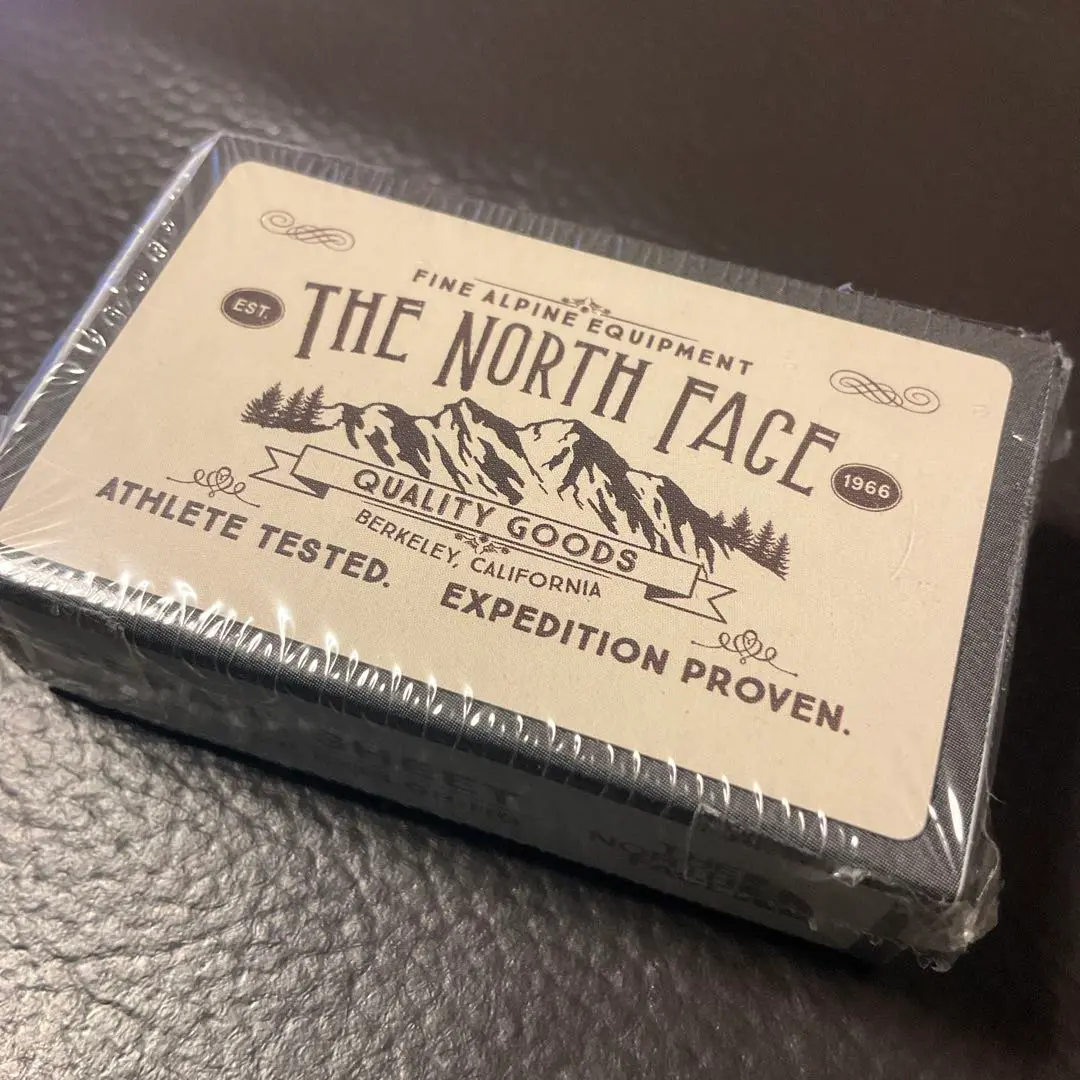 FINE ALPINE EQUIPMENT
EST.
THE NORTH FACE
1966
QUALITY GOODS
BERKELEY, CALIFORNIA
ATHLETE TESTED. EXPEDITION PROVEN.